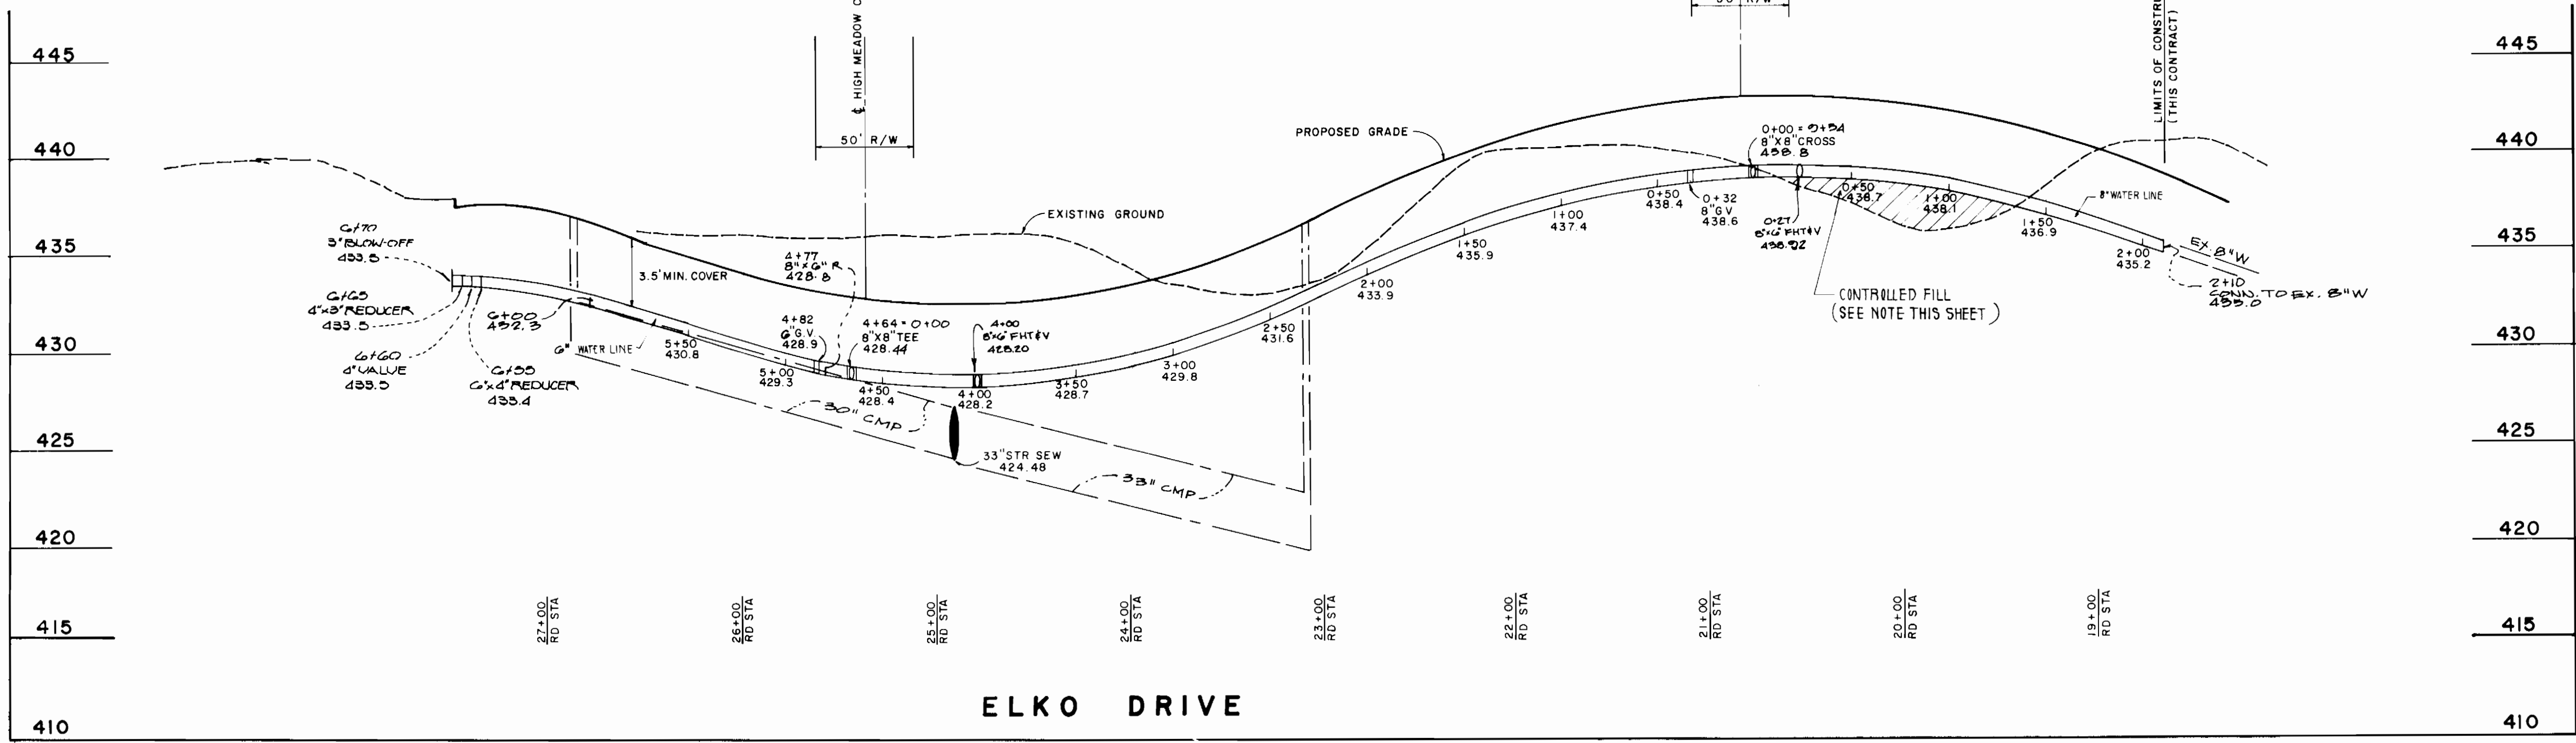 445
440
435
430
425
420
415
410
℄ HIGH MEADOW
50' R/W
50' R/W
LIMITS OF
(THIS CONTRACT)
445
440
435
430
425
420
415
410
PROPOSED GRADE
EXISTING GROUND
3.5' MIN. COVER
6+70
3" BLOW-OFF
433.5
6+65
4"x3" REDUCER
433.5
6+60
4" VALVE
433.5
6+55
6"x4" REDUCER
433.4
6+00
432.3
6" WATER LINE
5+50
430.8
5+00
429.3
4+77
8"x6" R
428.8
4+82
6" G.V.
428.9
4+64 = 0+00
8"X8" TEE
428.44
4+00
8"x6" FHT&V
428.20
4+50
428.4
4+00
428.2
3+50
428.7
3+00
429.8
2+50
431.6
2+00
433.9
1+50
435.9
1+00
437.4
0+50
438.4
0+32
8" G V
438.6
0+00 =
8"X8" CROSS
438.8
0+27
8"x6" FHT&V
438.92
0+50
438.7
1+00
438.1
1+50
436.9
2+00
435.2
8" WATER LINE
EX. 8" W
2+10
CONN. TO EX. 8" W
435.0
CONTROLLED FILL
(SEE NOTE THIS SHEET)
30" CMP
33" STR SEW
424.48
33" CMP
27+00
RD STA
26+00
RD STA
25+00
RD STA
24+00
RD STA
23+00
RD STA
22+00
RD STA
21+00
RD STA
20+00
RD STA
19+00
RD STA
ELKO DRIVE